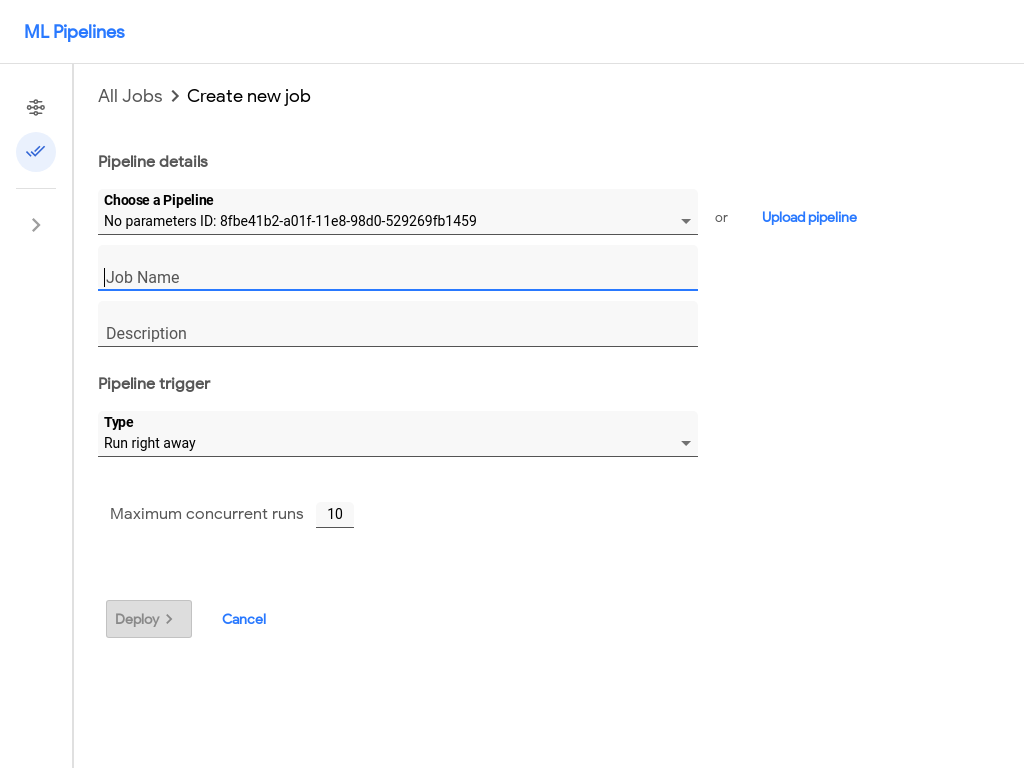 ML Pipelines
All Jobs > Create new job
Pipeline details
Choose a Pipeline
No parameters ID: 8fbe41b2-a01f-11e8-98d0-529269fb1459
or
Upload pipeline
Job Name
Description
Pipeline trigger
Type
Run right away
Maximum concurrent runs 10
Deploy >
Cancel